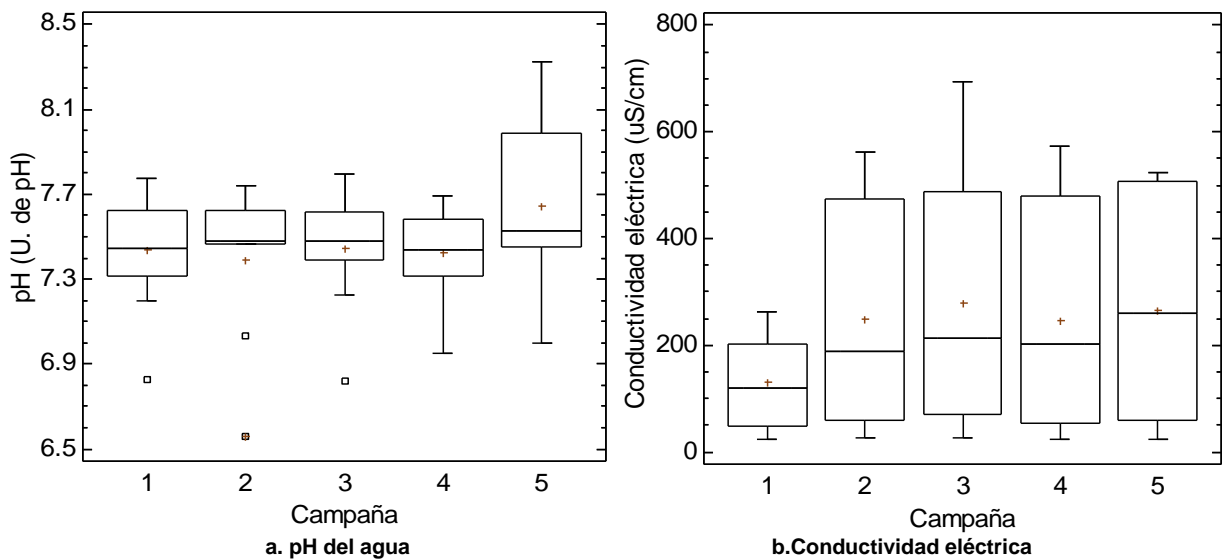 pH (U. de pH)
8.5
8.1
7.7
7.3
6.9
6.5
1 2 3 4 5
Campaña
a. pH del agua
Conductividad eléctrica (uS/cm)
800
600
400
200
0
1 2 3 4 5
Campaña
b.Conductividad eléctrica